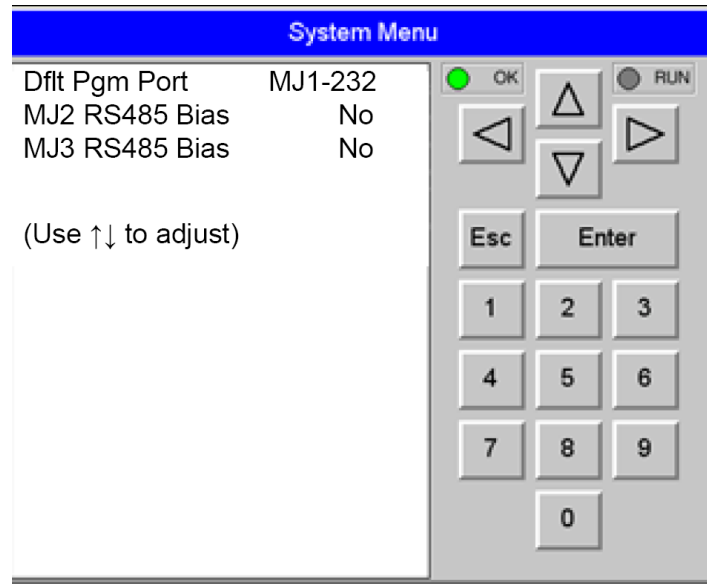 System Menu
Dflt Pgm Port MJ1-232
MJ2 RS485 Bias No
MJ3 RS485 Bias No
(Use ↑↓ to adjust)
OK RUN
Esc Enter
1 2 3
4 5 6
7 8 9
0